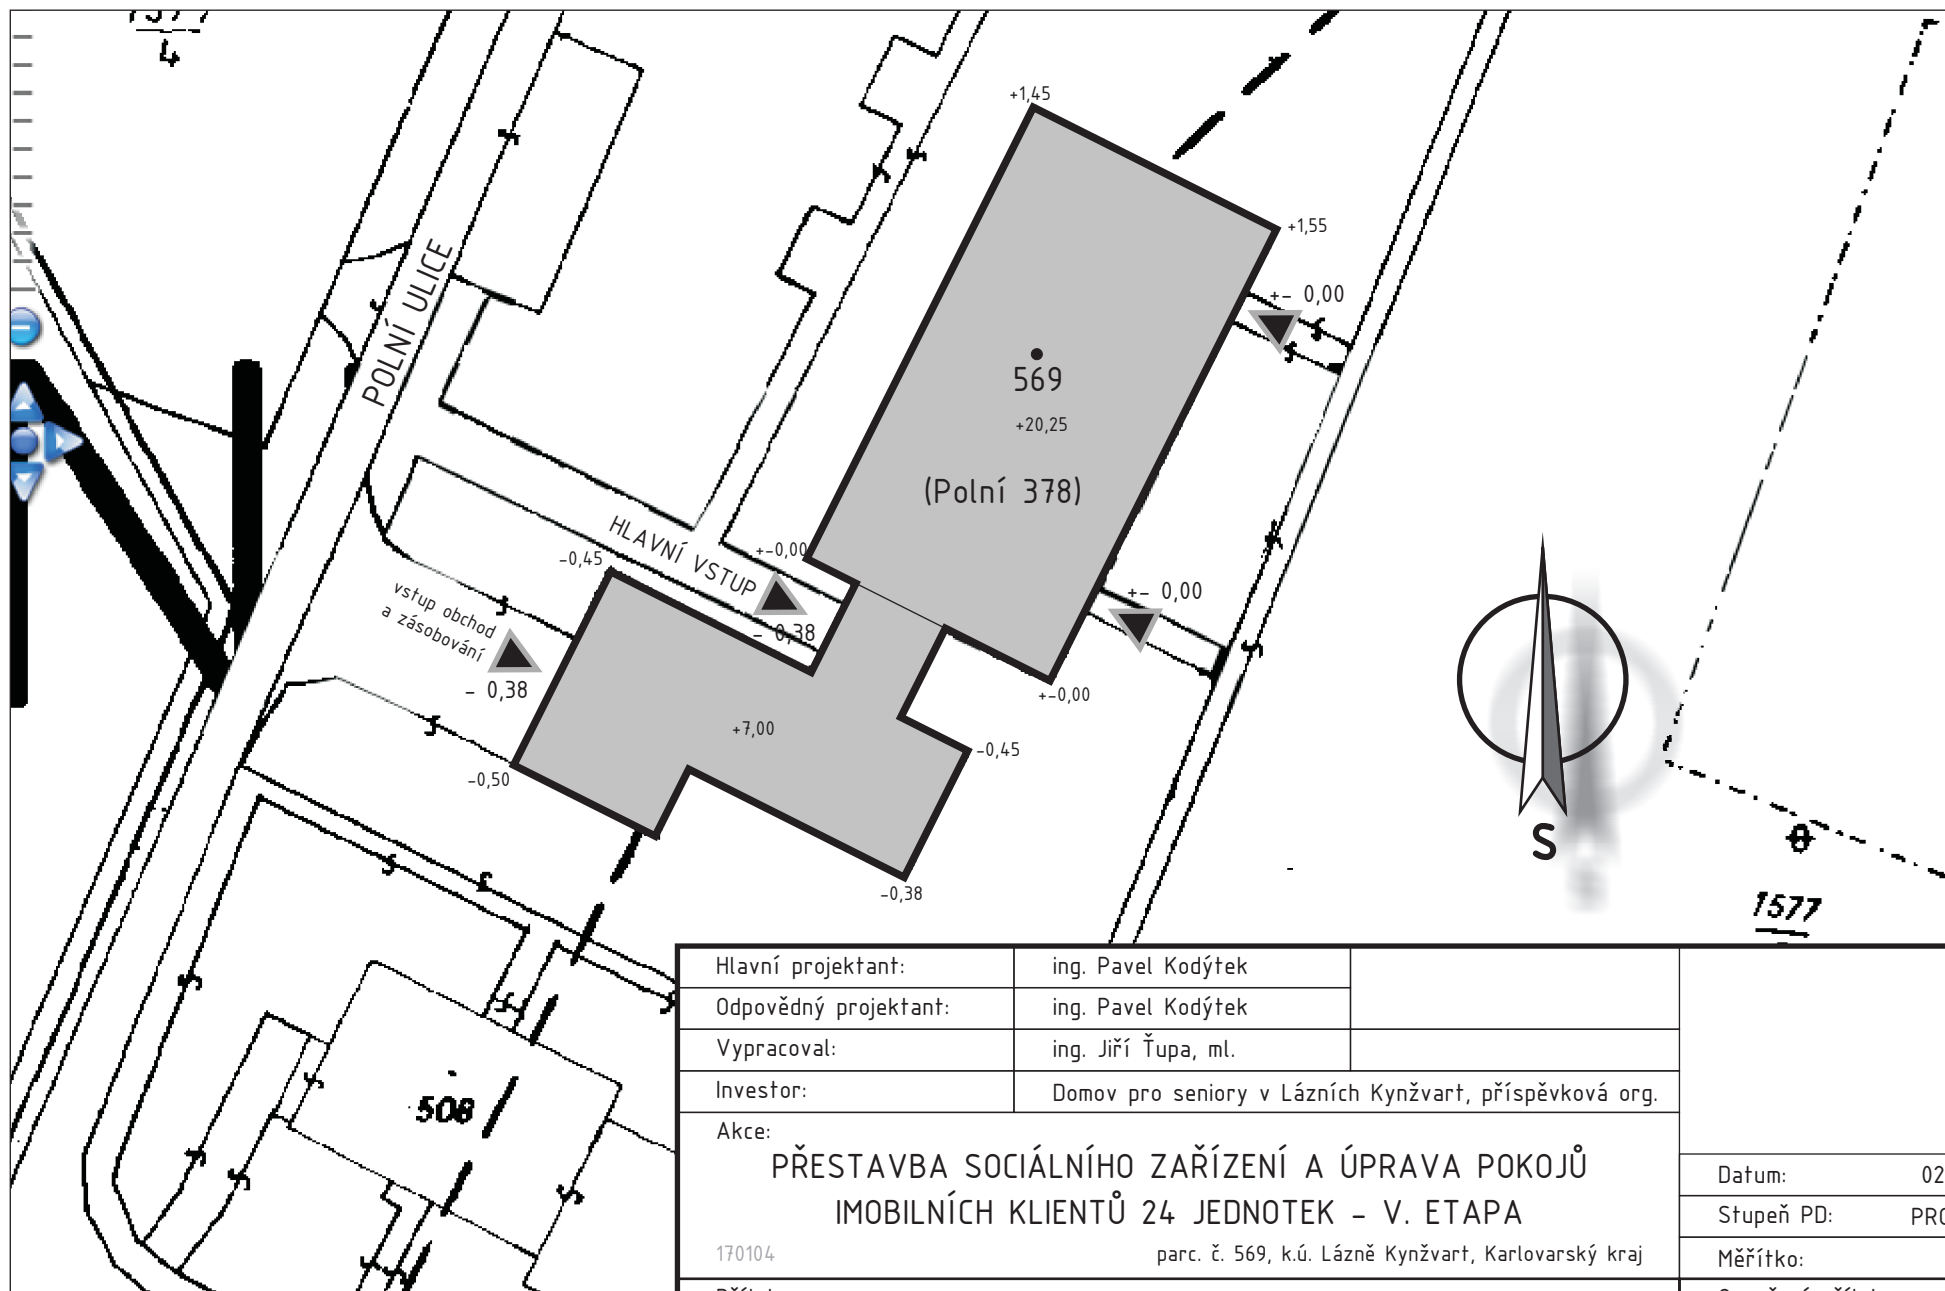 4
+1,45
+1,55
+- 0,00
POLNÍ ULICE
569
+20,25
(Polní 378)
HLAVNÍ VSTUP
+-0,00
-0,45
- 0,38
vstup obchod
a zásobování
- 0,38
+- 0,00
+-0,00
+7,00
-0,45
-0,50
-0,38
S
1577
508
Hlavní projektant: ing. Pavel Kodýtek
Odpovědný projektant: ing. Pavel Kodýtek
Vypracoval: ing. Jiří Ťupa, ml.
Investor: Domov pro seniory v Lázních Kynžvart, příspěvková org.
Akce:
PŘESTAVBA SOCIÁLNÍHO ZAŘÍZENÍ A ÚPRAVA POKOJŮ
IMOBILNÍCH KLIENTŮ 24 JEDNOTEK - V. ETAPA
170104 parc. č. 569, k.ú. Lázně Kynžvart, Karlovarský kraj
Datum: 02
Stupeň PD: PRO
Měřítko: